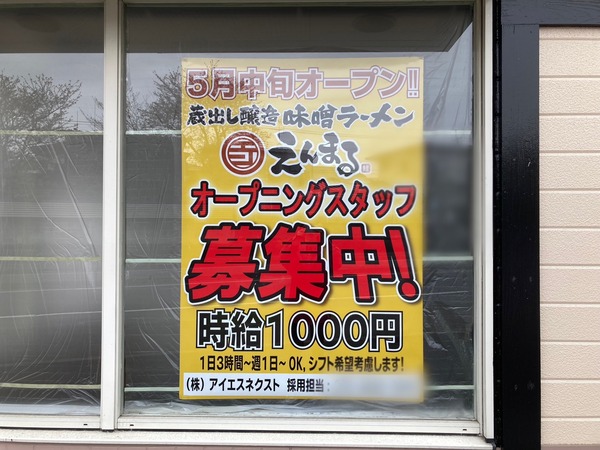 5月中旬オープン!!
蔵出し醸造 味噌ラーメン
えんまる
オープニングスタッフ
募集中!
時給1000円
1日3時間~週1日~OK,シフト希望考慮します!
(株)アイエスネクスト 採用担当: